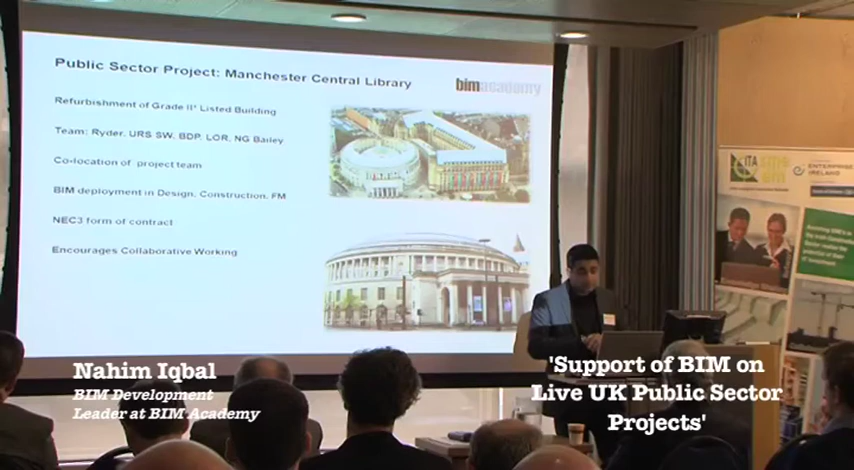 Public Sector Project: Manchester Central Library
bimacademy
Refurbishment of Grade II* Listed Building
Team: Ryder, URS SW, BDP, LOR, NG Bailey
Co-location of project team
BIM deployment in Design, Construction, FM
NEC3 form of contract
Encourages Collaborative Working
ITA
ENTERPRISE
IRELAND
Nahim Iqbal
BIM Development
Leader at BIM Academy
'Support of BIM on
Live UK Public Sector
Projects'